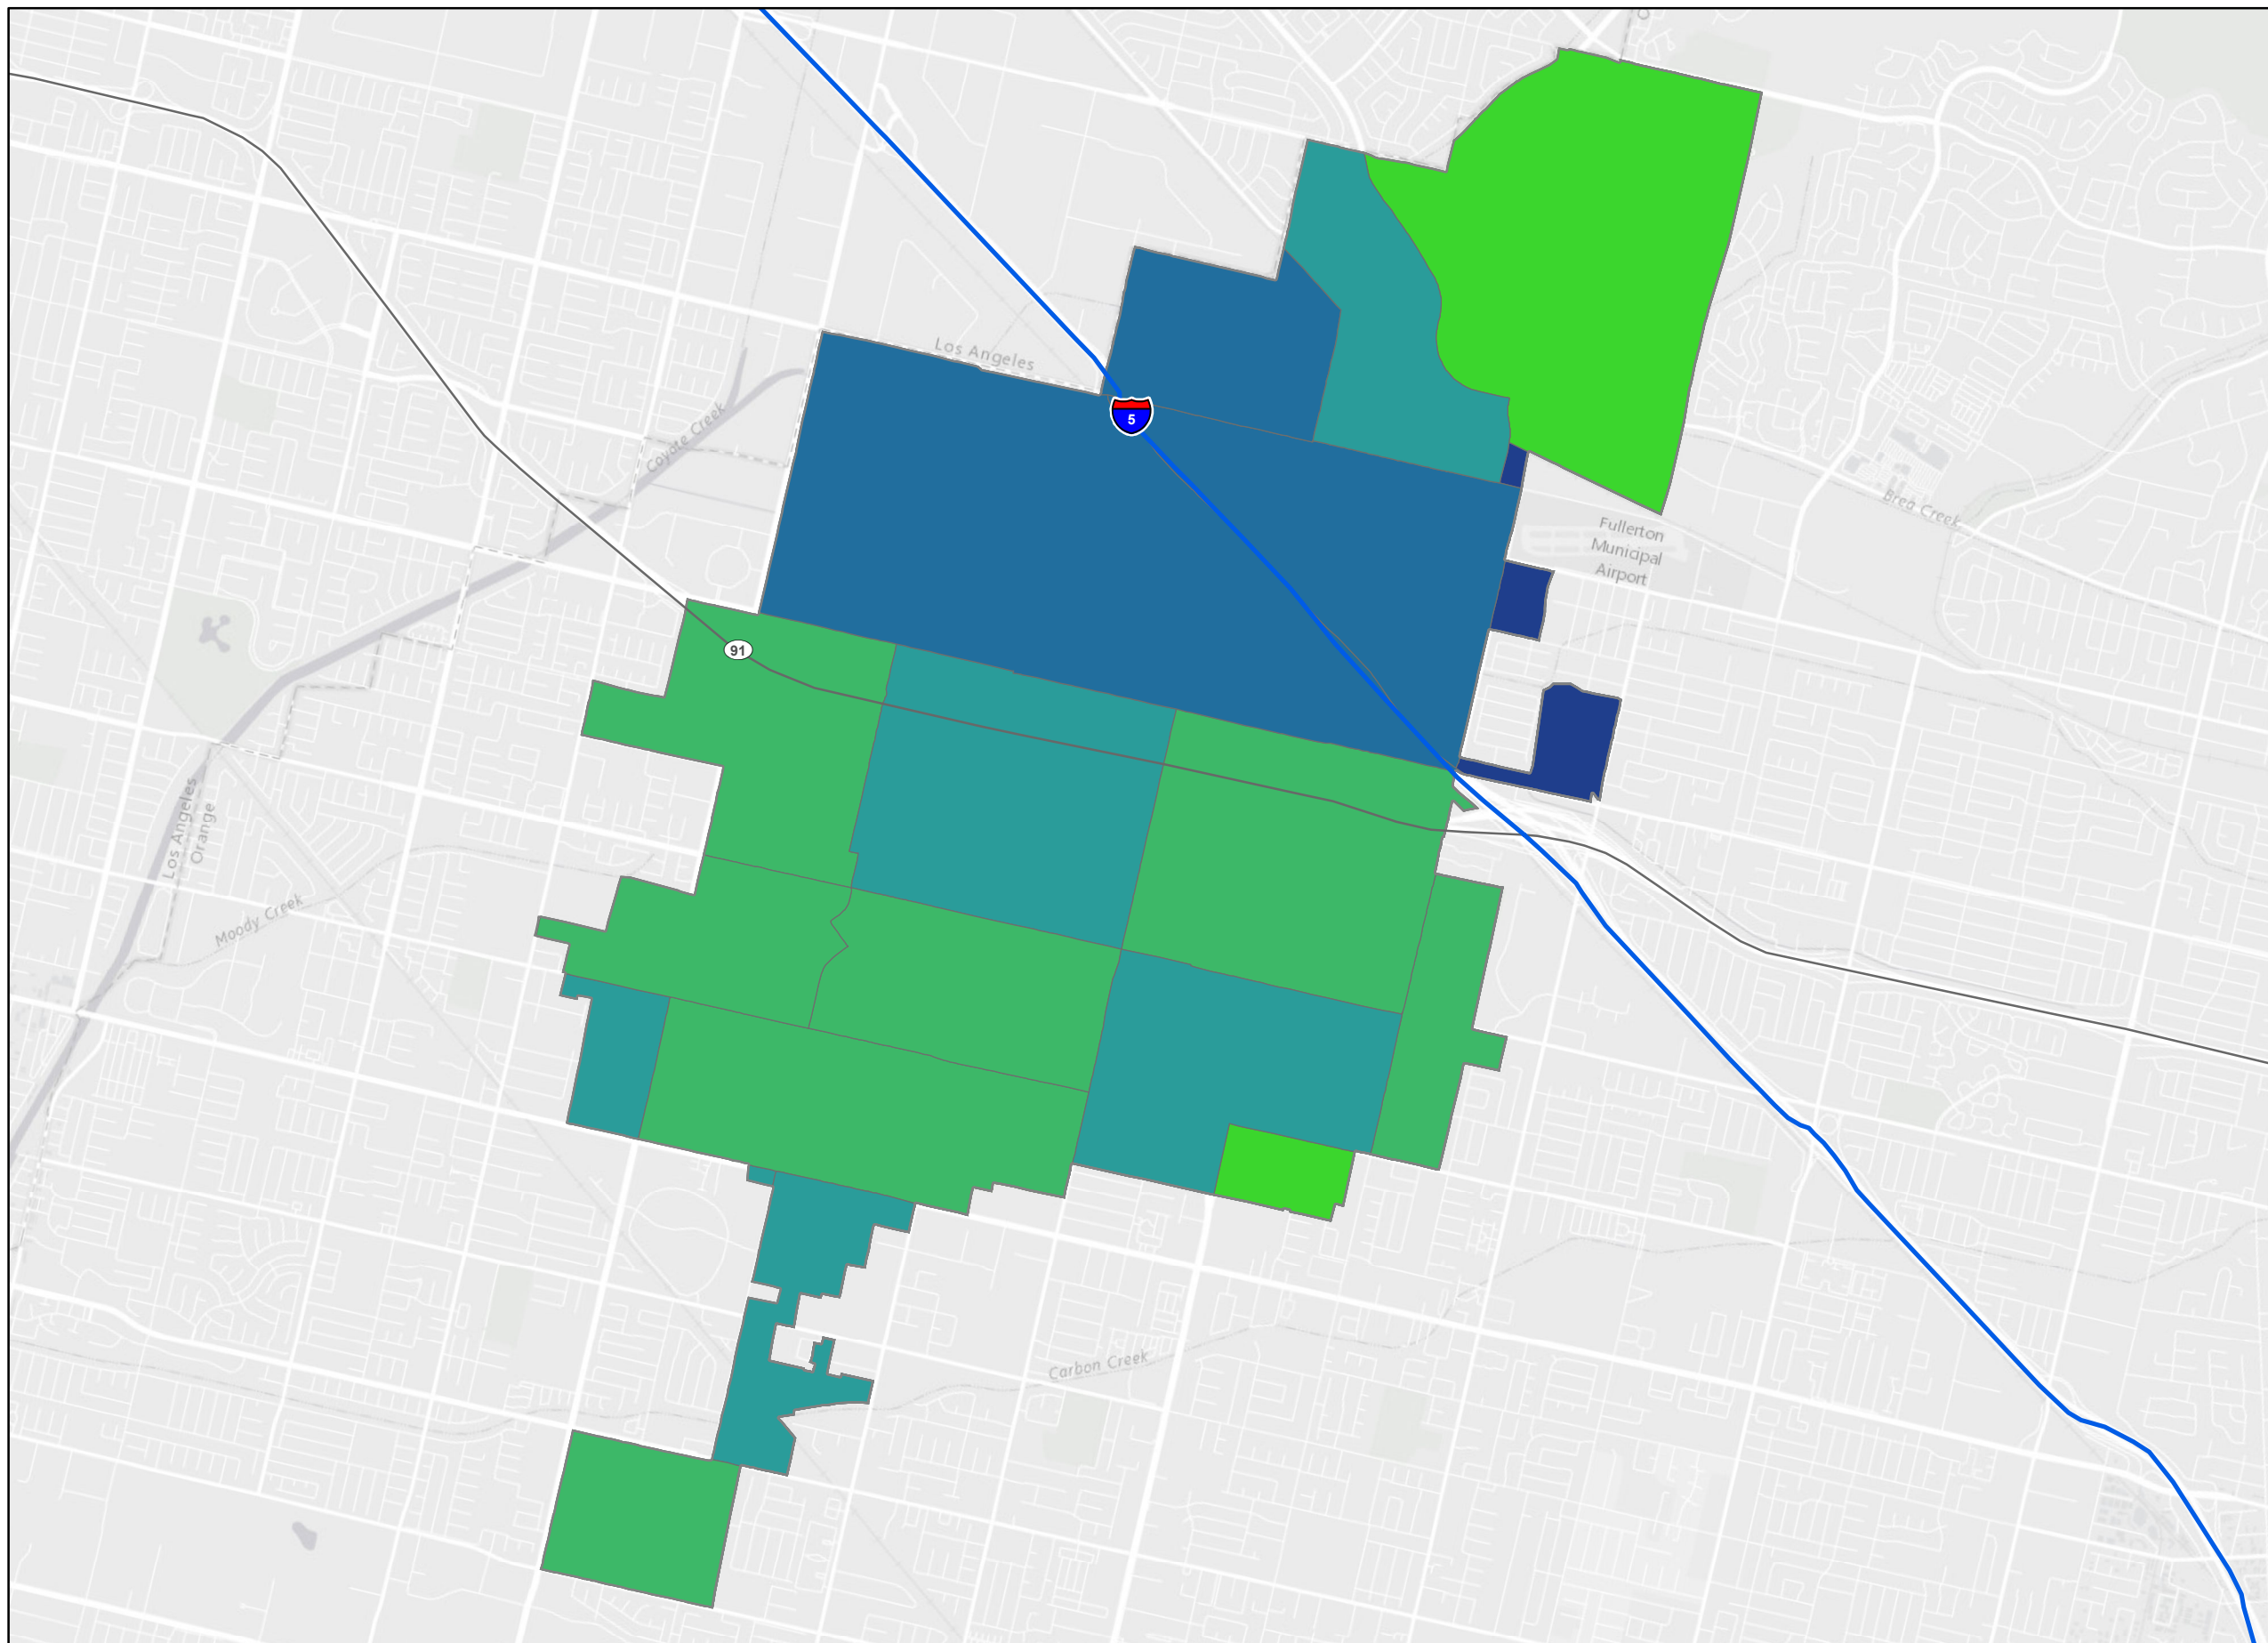 Los Angeles
5
Coyote Creek
Brea Creek
Fullerton
Municipal
Airport
91
Los Angeles
Orange
Moody Creek
Carbon Creek